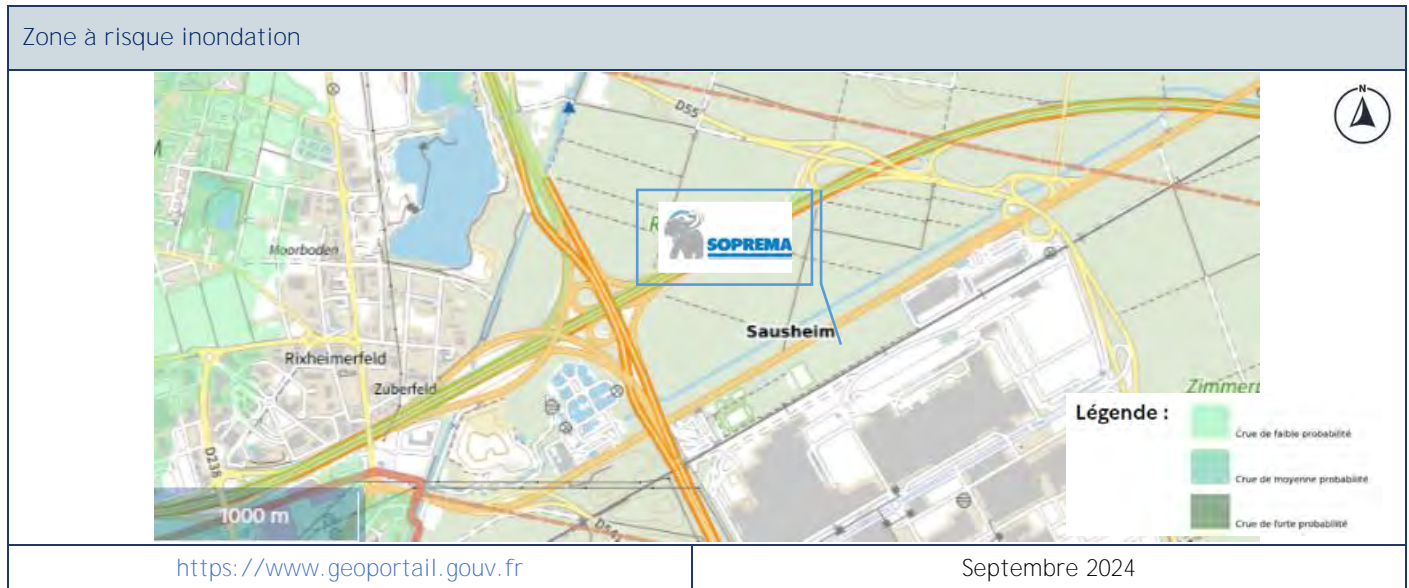 Zone à risque inondation
N
D55
Moorboden
SOPREMA
Sausheim
Rixheimerfeld
Zuberfeld
D238
1000 m
Légende :
Crue de faible probabilité
Crue de moyenne probabilité
Crue de forte probabilité
https://www.geoportail.gouv.fr
Septembre 2024